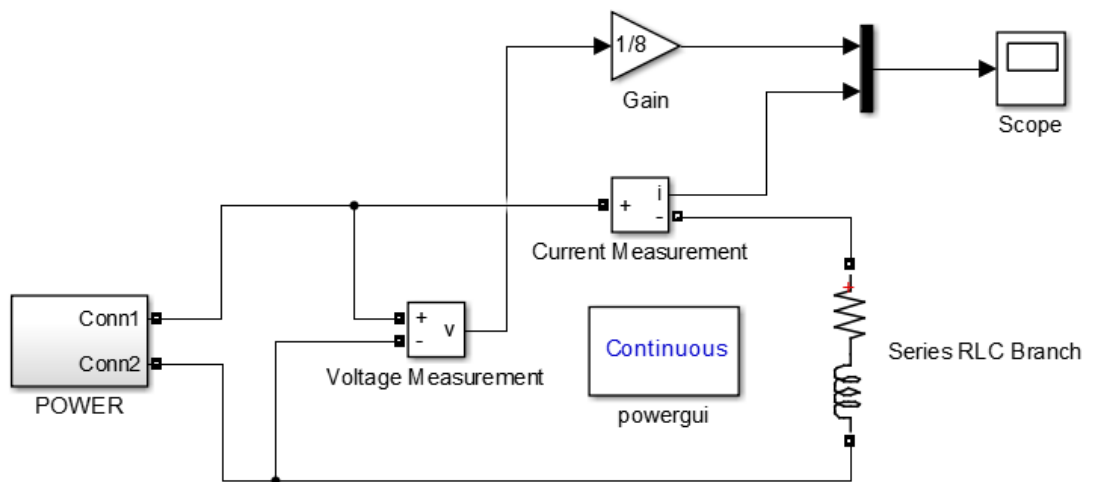 1/8
Gain
Scope
+
i
-
Current Measurement
Conn1
Conn2
POWER
+
-
v
Voltage Measurement
Continuous
powergui
+
Series RLC Branch